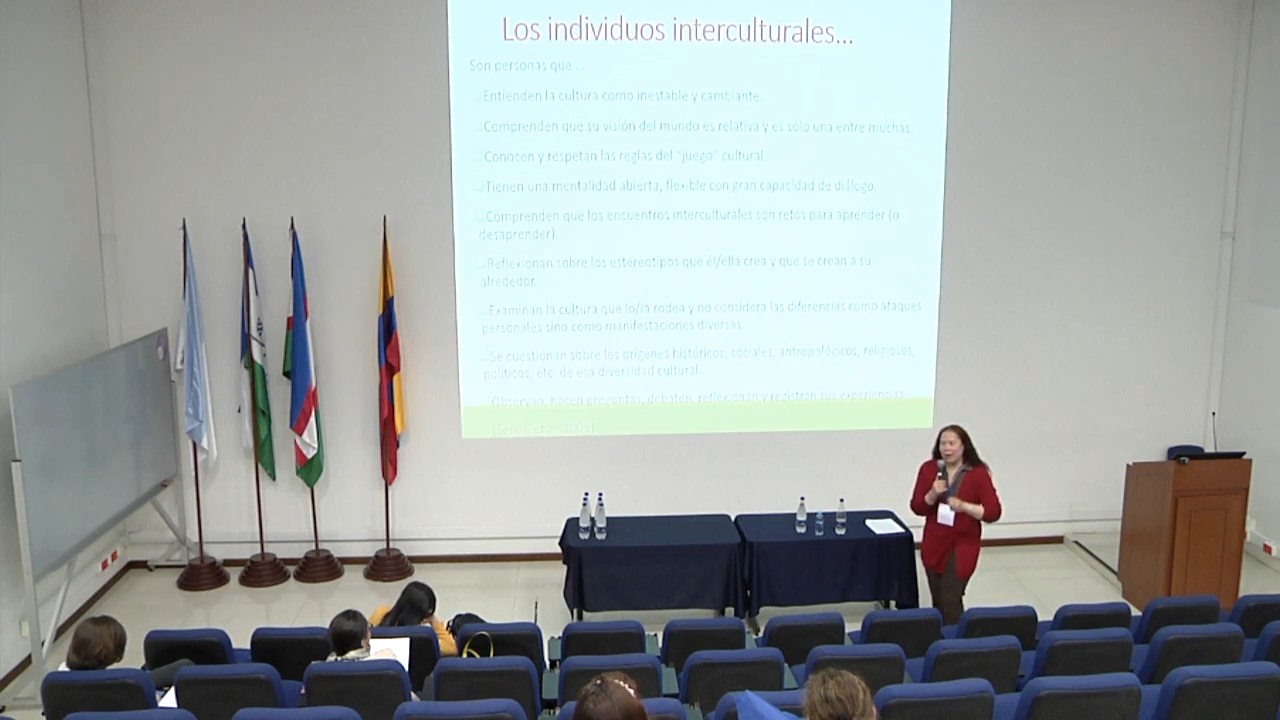 Los individuos interculturales...
Son personas que ...
Entienden la cultura como inestable y cambiante.
Comprenden que su visión del mundo es relativa y es sólo una entre muchas.
Conocen y respetan las reglas del "juego" cultural.
Tienen una mentalidad abierta, flexible con gran capacidad de diálogo.
Comprenden que los encuentros interculturales son retos para aprender (o
desaprender).
Reflexionan sobre los estereotipos que él/ella crea y que se crean a su
alrededor.
Examinan la cultura que lo/la rodea y no considera las diferencias como ataques
personales sino como manifestaciones diversas.
Se cuestionan sobre los orígenes históricos, sociales, antropológicos, religiosos,
políticos, etc. de esa diversidad cultural.
Observan, hacen preguntas, debaten, reflexionan y registran sus experiencias.